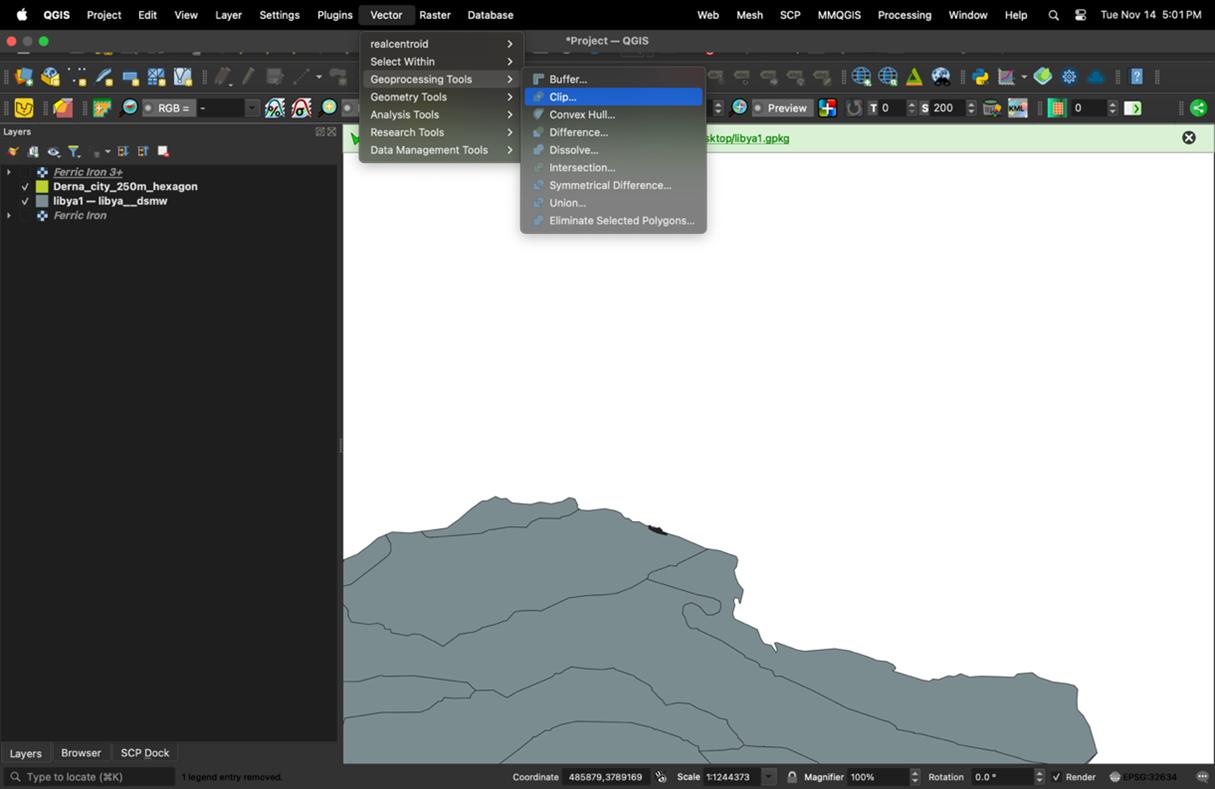 QGIS Project Edit View Layer Settings Plugins Vector Raster Database Web Mesh SCP MMQGIS Processing Window Help Tue Nov 14 5:01 PM
*Project — QGIS
realcentroid
Select Within
Geoprocessing Tools
Geometry Tools
Analysis Tools
Research Tools
Data Management Tools
Buffer...
Clip...
Convex Hull...
Difference...
Dissolve...
Intersection...
Symmetrical Difference...
Union...
Eliminate Selected Polygons...
RGB = - Preview T 0 S 200 KML 0
sktop/libya1.gpkg
Layers
Ferric Iron 3+
Derna_city_250m_hexagon
libya1 — libya__dsmw
Ferric Iron
Layers Browser SCP Dock
Type to locate (⌘K) 1 legend entry removed. Coordinate 485879,3789169 Scale 1:1244373 Magnifier 100% Rotation 0.0 ° Render EPSG:32634